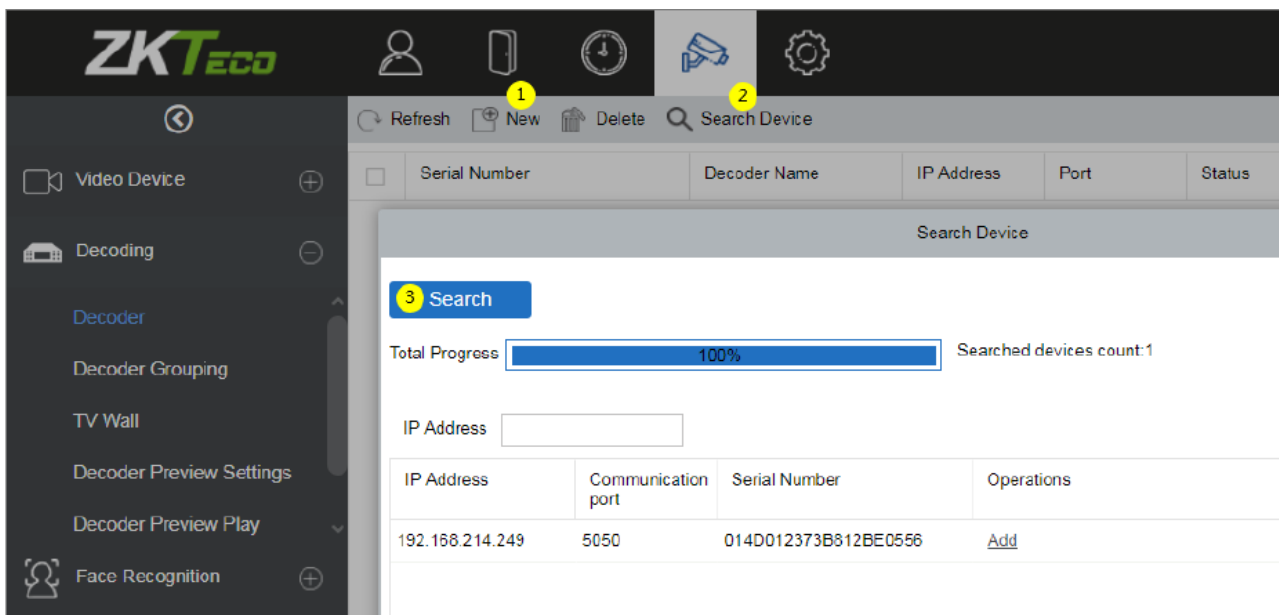 ZKTECO
1 2
Refresh New Delete Search Device
Video Device
Serial Number Decoder Name IP Address Port Status
Decoding
Search Device
Decoder
3 Search
Total Progress 100% Searched devices count:1
Decoder Grouping
TV Wall
IP Address
Decoder Preview Settings
IP Address Communication port Serial Number Operations
Decoder Preview Play
192.168.214.249 5050 014D012373B812BE0556 Add
Face Recognition